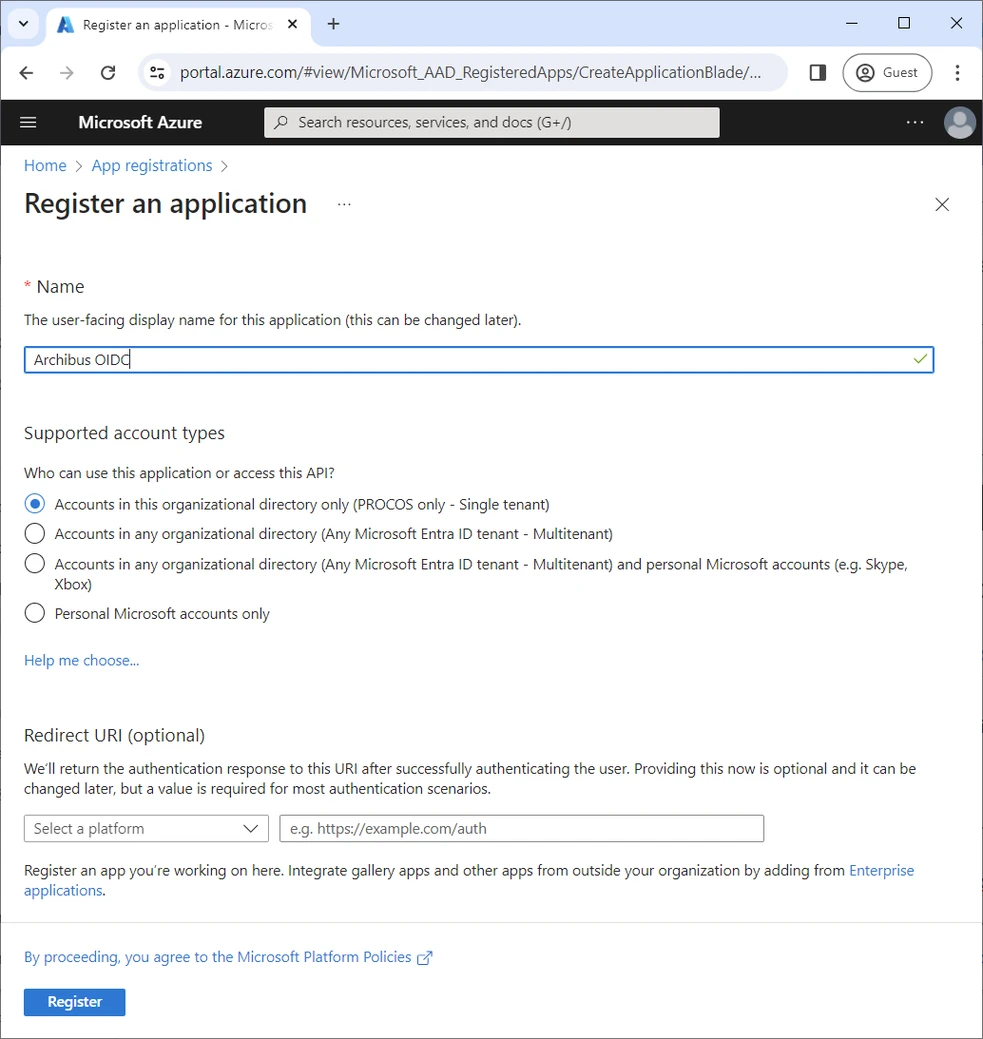 Register an application - Micros
portal.azure.com/#view/Microsoft_AAD_RegisteredApps/CreateApplicationBlade/...
Guest
Microsoft Azure
Search resources, services, and docs (G+/)
Home > App registrations >
Register an application
* Name
The user-facing display name for this application (this can be changed later).
Archibus OIDC
Supported account types
Who can use this application or access this API?
Accounts in this organizational directory only (PROCOS only - Single tenant)
Accounts in any organizational directory (Any Microsoft Entra ID tenant - Multitenant)
Accounts in any organizational directory (Any Microsoft Entra ID tenant - Multitenant) and personal Microsoft accounts (e.g. Skype,
Xbox)
Personal Microsoft accounts only
Help me choose...
Redirect URI (optional)
We'll return the authentication response to this URI after successfully authenticating the user. Providing this now is optional and it can be
changed later, but a value is required for most authentication scenarios.
Select a platform
e.g. https://example.com/auth
Register an app you're working on here. Integrate gallery apps and other apps from outside your organization by adding from Enterprise
applications.
By proceeding, you agree to the Microsoft Platform Policies
Register